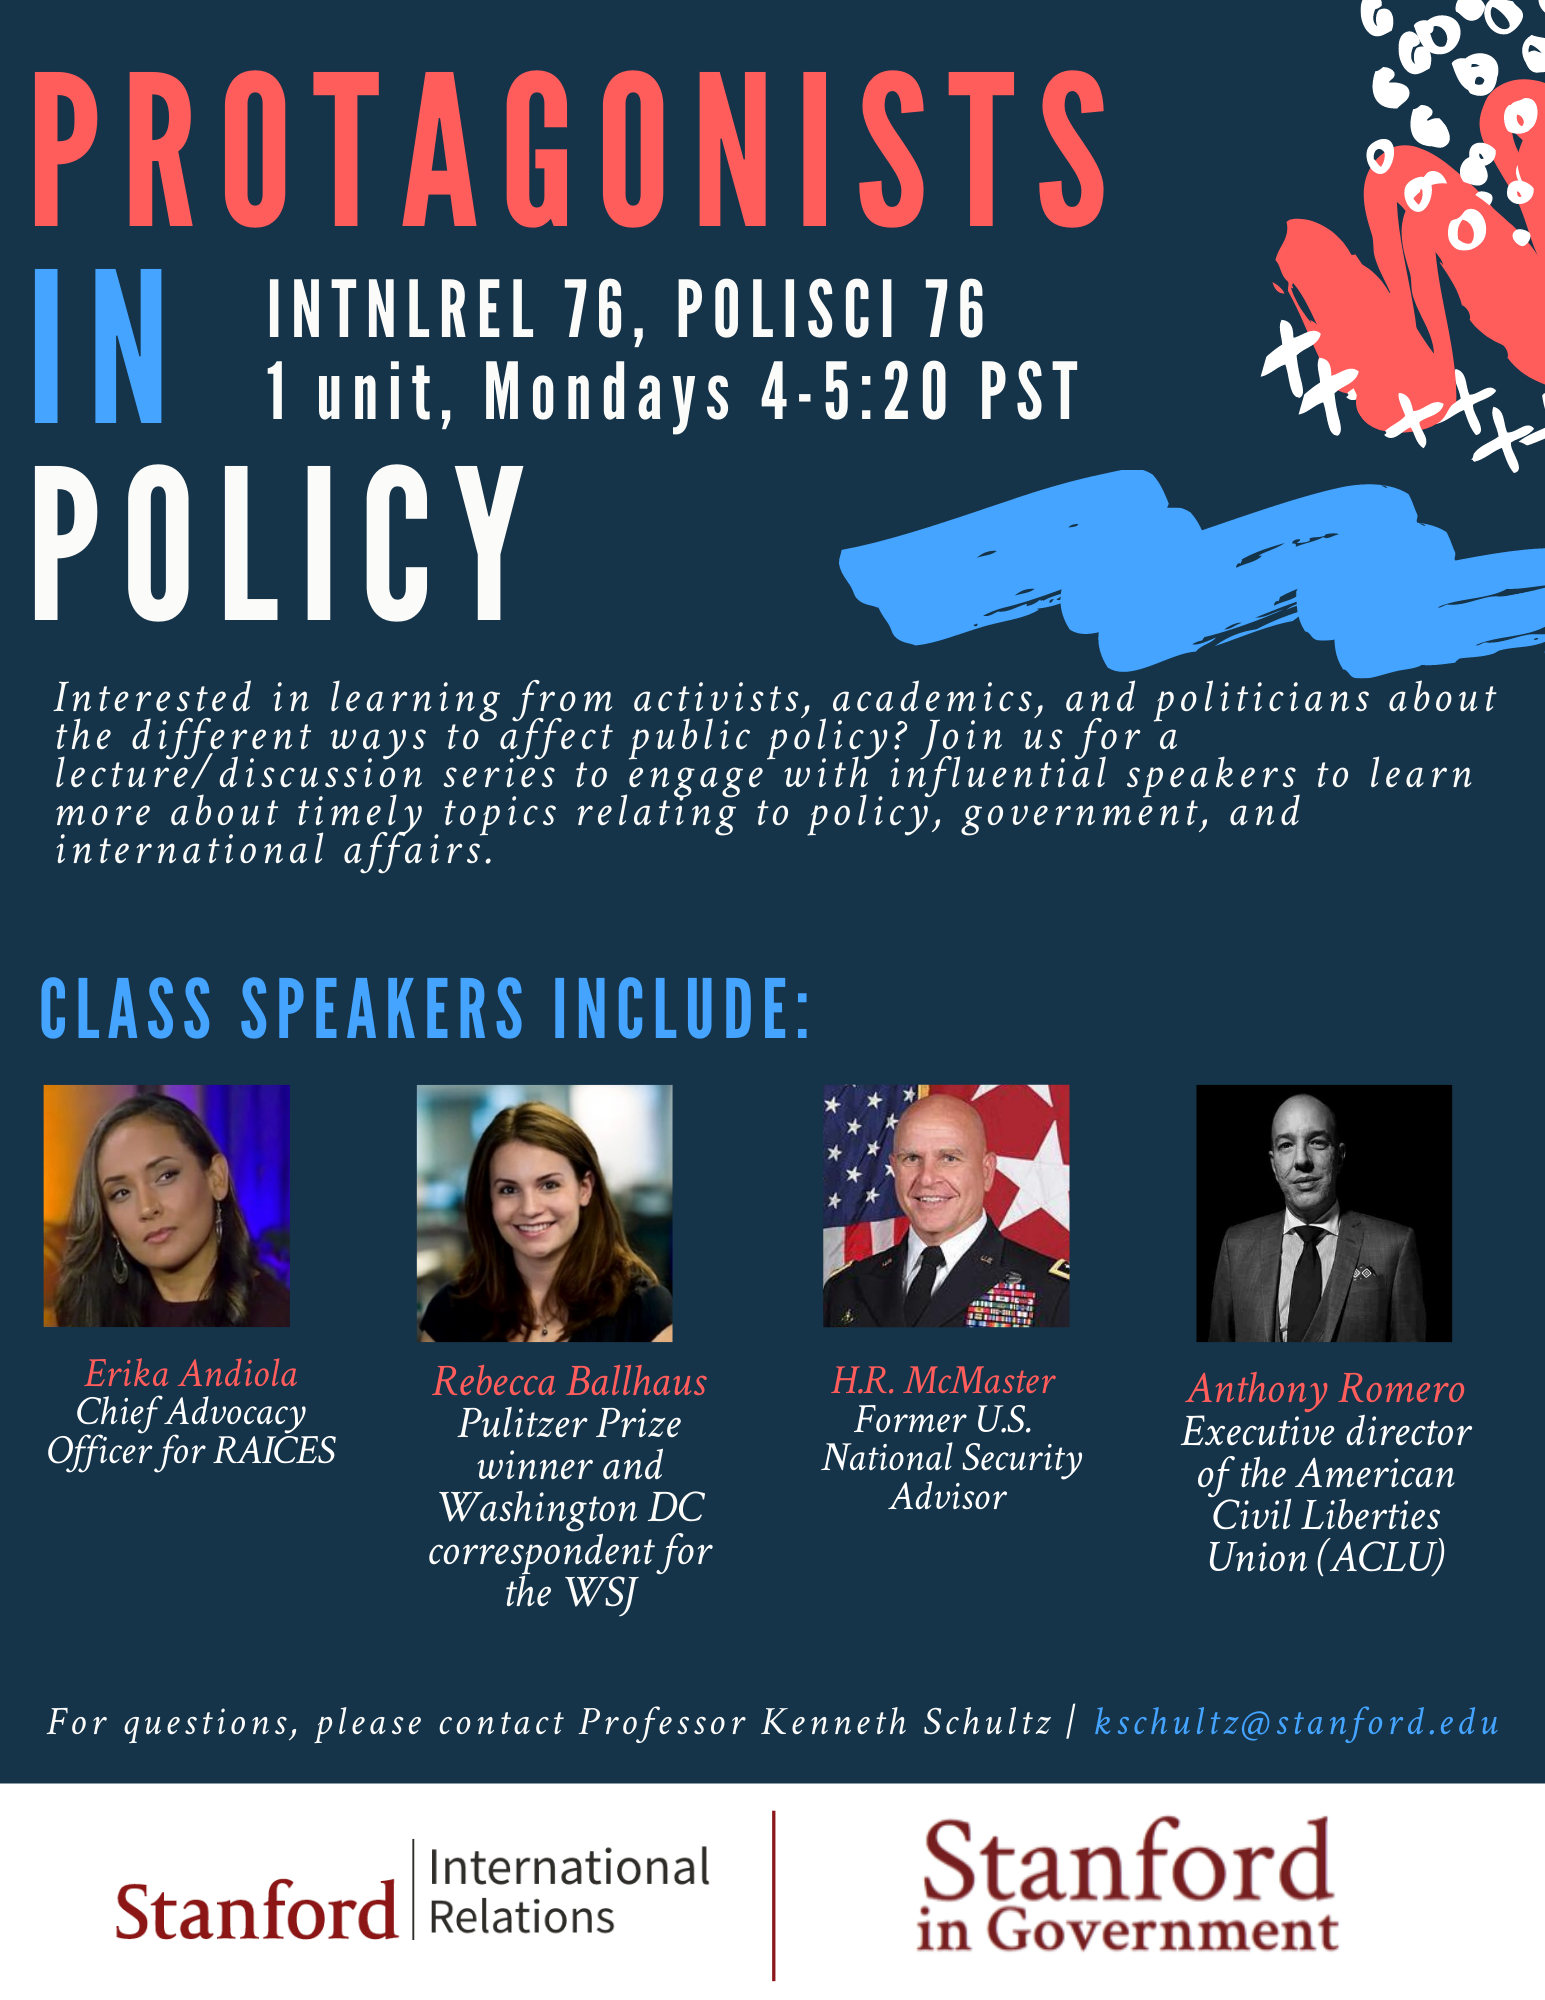 PROTAGONISTS
IN
INTNLREL 76, POLISCI 76
1 unit, Mondays 4-5:20 PST
POLICY
Interested in learning from activists, academics, and politicians about
the different ways to affect public policy? Join us for a
lecture/discussion series to engage with influential speakers to learn
more about timely topics relating to policy, government, and
international affairs.
CLASS SPEAKERS INCLUDE:
Erika Andiola
Chief Advocacy
Officer for RAICES
Rebecca Ballhaus
Pulitzer Prize
winner and
Washington DC
correspondent for
the WSJ
H.R. McMaster
Former U.S.
National Security
Advisor
Anthony Romero
Executive director
of the American
Civil Liberties
Union (ACLU)
For questions, please contact Professor Kenneth Schultz | kschultz@stanford.edu
Stanford
International
Relations
Stanford
in Government